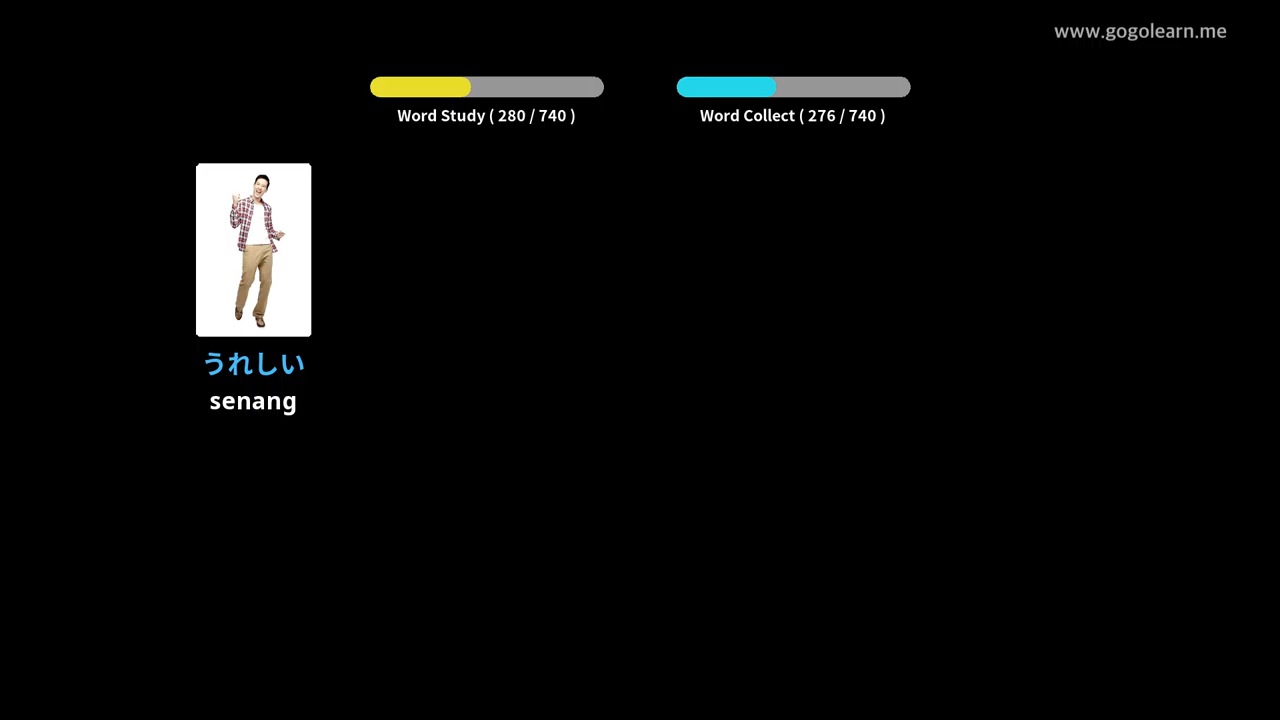 www.gogolearn.me
Word Study ( 280 / 740 )
Word Collect ( 276 / 740 )
うれしい
senang